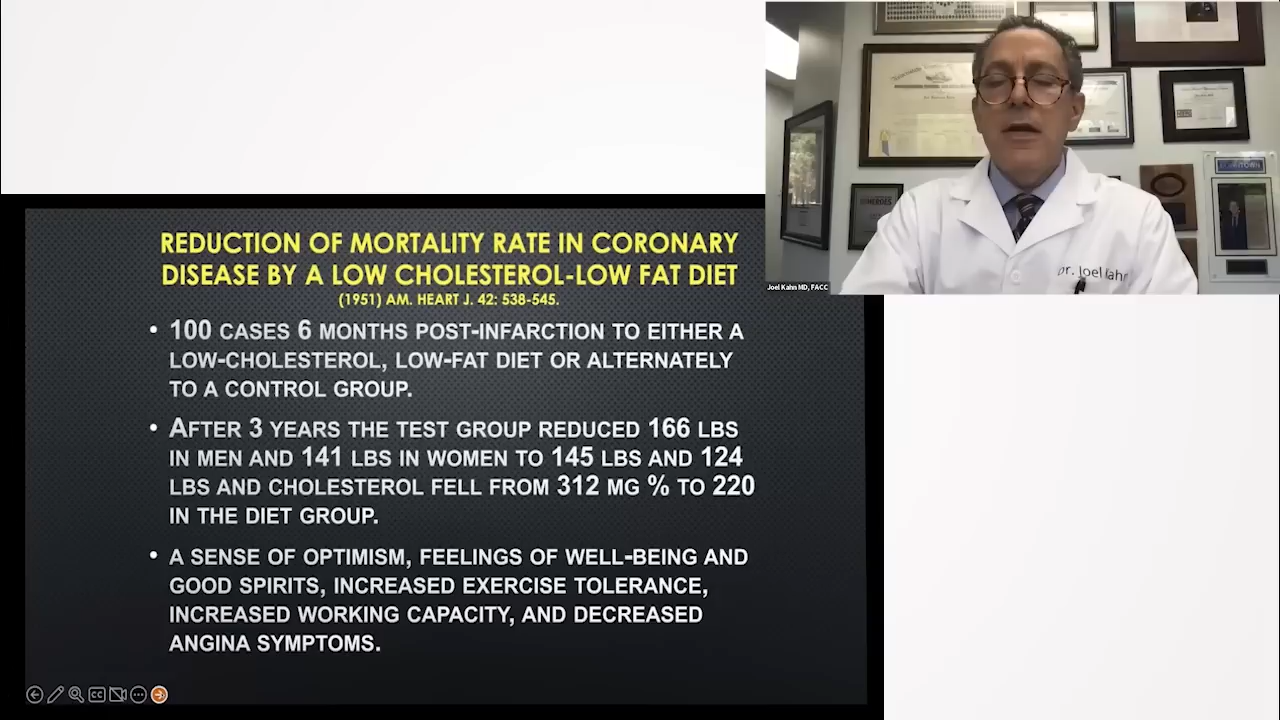 REDUCTION OF MORTALITY RATE IN CORONARY
DISEASE BY A LOW CHOLESTEROL-LOW FAT DIET
(1951) AM. HEART J. 42: 538-545.
• 100 CASES 6 MONTHS POST-INFARCTION TO EITHER A
LOW-CHOLESTEROL, LOW-FAT DIET OR ALTERNATELY
TO A CONTROL GROUP.
• AFTER 3 YEARS THE TEST GROUP REDUCED 166 LBS
IN MEN AND 141 LBS IN WOMEN TO 145 LBS AND 124
LBS AND CHOLESTEROL FELL FROM 312 MG % TO 220
IN THE DIET GROUP.
• A SENSE OF OPTIMISM, FEELINGS OF WELL-BEING AND
GOOD SPIRITS, INCREASED EXERCISE TOLERANCE,
INCREASED WORKING CAPACITY, AND DECREASED
ANGINA SYMPTOMS.
CC
Joel Kahn MD, FACC
Dr. Joel Kahn
HEROES